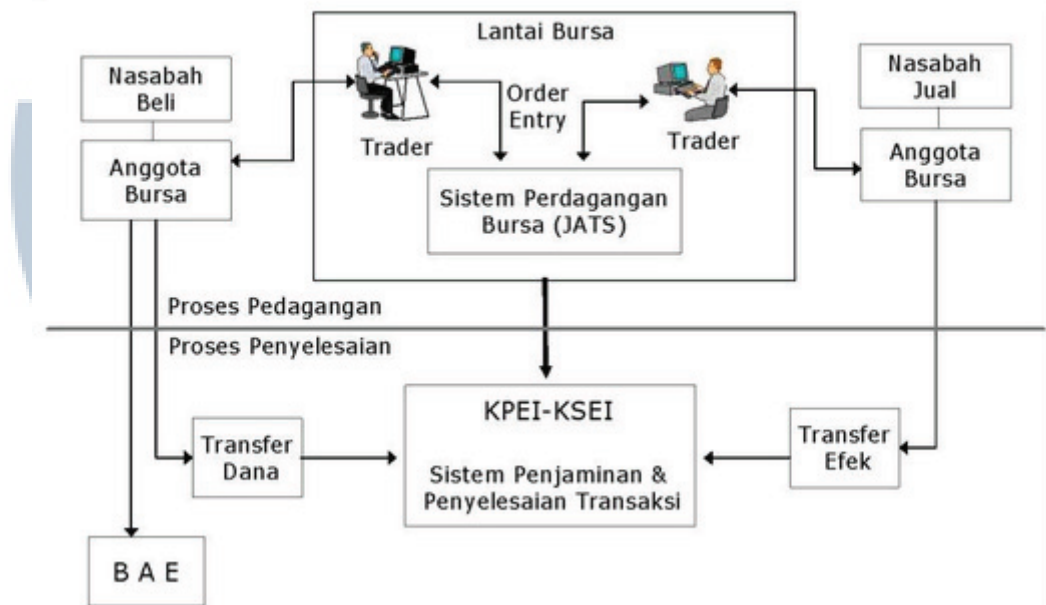 Lantai Bursa
Nasabah
Beli
Anggota
Bursa
Trader
Order
Entry
Trader
Nasabah
Jual
Anggota
Bursa
Sistem Perdagangan
Bursa (JATS)
Proses Pedagangan
Proses Penyelesaian
Transfer
Dana
KPEI-KSEI
Sistem Penjaminan &
Penyelesaian Transaksi
Transfer
Efek
B A E